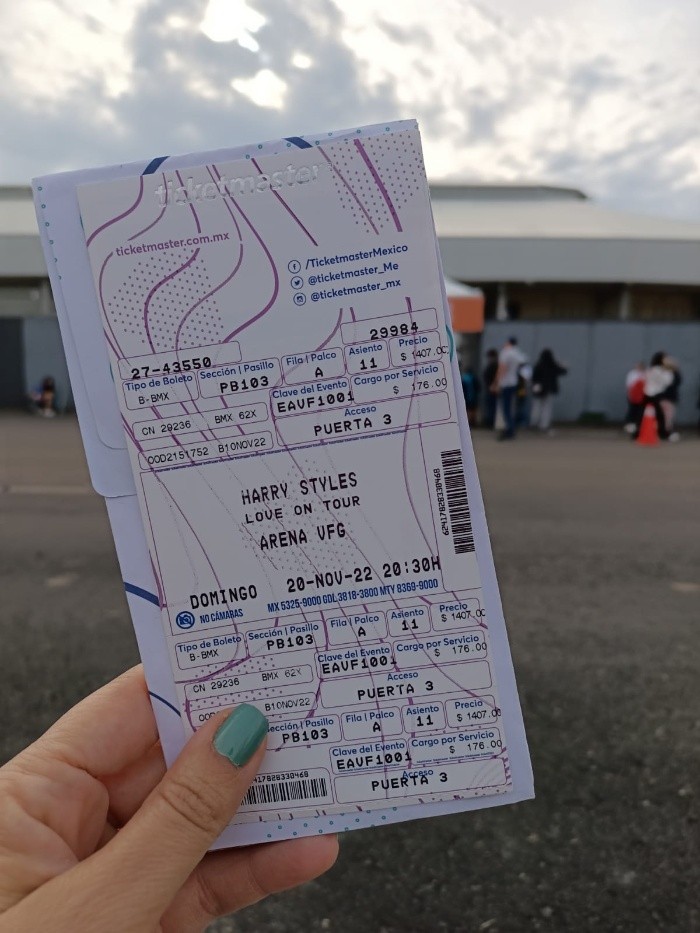 ticketmaster
ticketmaster.com.mx
/TicketmasterMexico
@ticketmaster_Me
@ticketmaster_mx
29984
27-43550
Tipo de Boleto Sección | Pasillo Fila | Palco Asiento Precio
B-BMX PB103 A 11 $ 1407.00
Clave del Evento Cargo por Servicio
EAVF1001 $ 176.00
CN 29236 BMX 62X
Acceso
PUERTA 3
00D2151752 B10NOV22
HARRY STYLES
LOVE ON TOUR
ARENA VFG
DOMINGO 20-NOV-22 20:30H
NO CÁMARAS MX 5325-9000 GDL 3818-3800 MTY 8369-9000
62417828330468
Tipo de Boleto Sección | Pasillo Fila | Palco Asiento Precio
B-BMX PB103 A 11 $ 1407.00
Clave del Evento Cargo por Servicio
EAVF1001 $ 176.00
CN 29236 BMX 62X
Acceso
PUERTA 3
B10NOV22
Sección | Pasillo Fila | Palco Asiento Precio
PB103 A 11 $ 1407.00
Clave del Evento Cargo por Servicio
EAVF1001 $ 176.00
Acceso
PUERTA 3